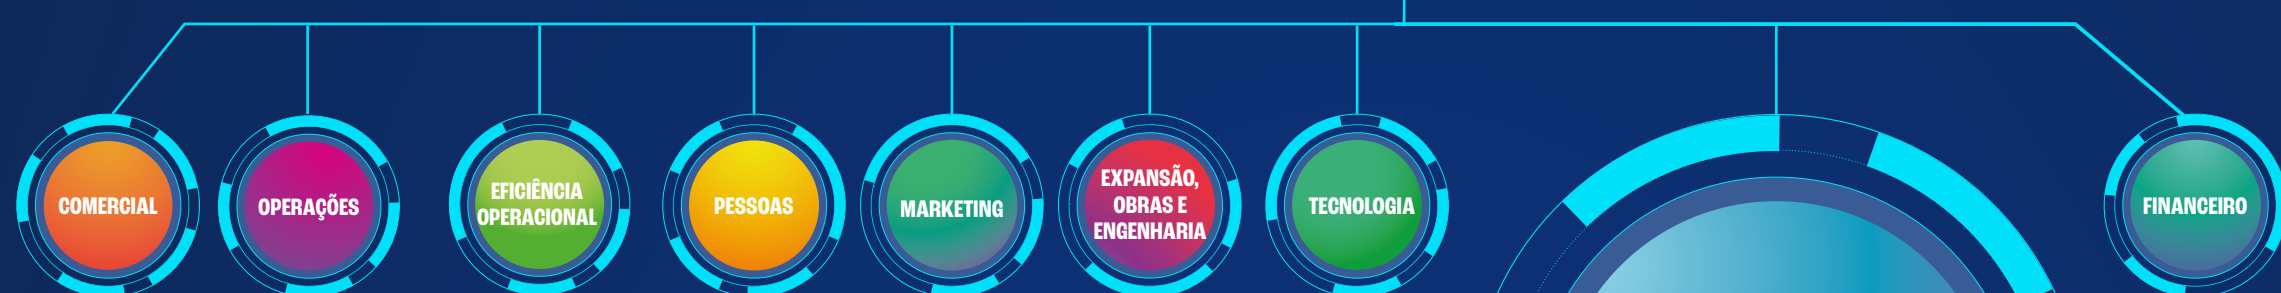 COMERCIAL
OPERAÇÕES
EFICIÊNCIA
OPERACIONAL
PESSOAS
MARKETING
EXPANSÃO,
OBRAS E
ENGENHARIA
TECNOLOGIA
FINANCEIRO